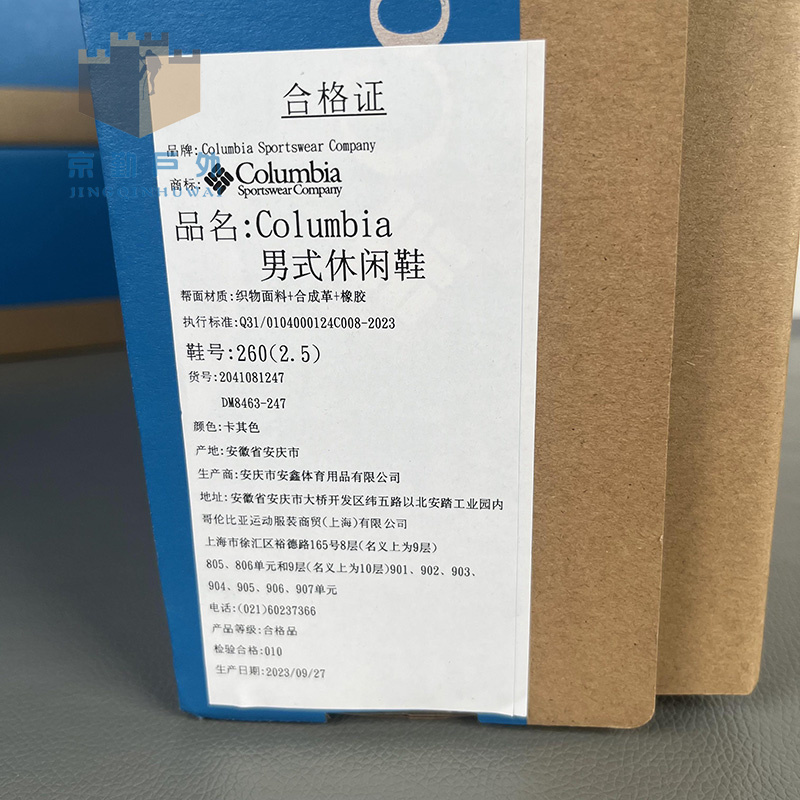 合格证
品牌:Columbia Sportswear Company
商标: Columbia
Sportswear Company
品名:Columbia
男式休闲鞋
帮面材质:织物面料+合成革+橡胶
执行标准:Q31/0104000124C008-2023
鞋号:260(2.5)
货号:2041081247
DM8463-247
颜色:卡其色
产地:安徽省安庆市
生产商:安庆市安鑫体育用品有限公司
地址:安徽省安庆市大桥开发区纬五路以北安踏工业园内
哥伦比亚运动服装商贸(上海)有限公司
上海市徐汇区裕德路165号8层(名义上为9层)
805、806单元和9层(名义上为10层)901、902、903、
904、905、906、907单元
电话:(021)60237366
产品等级:合格品
检验合格:010
生产日期:2023/09/27
京勤户外
JINGQINHUWAI